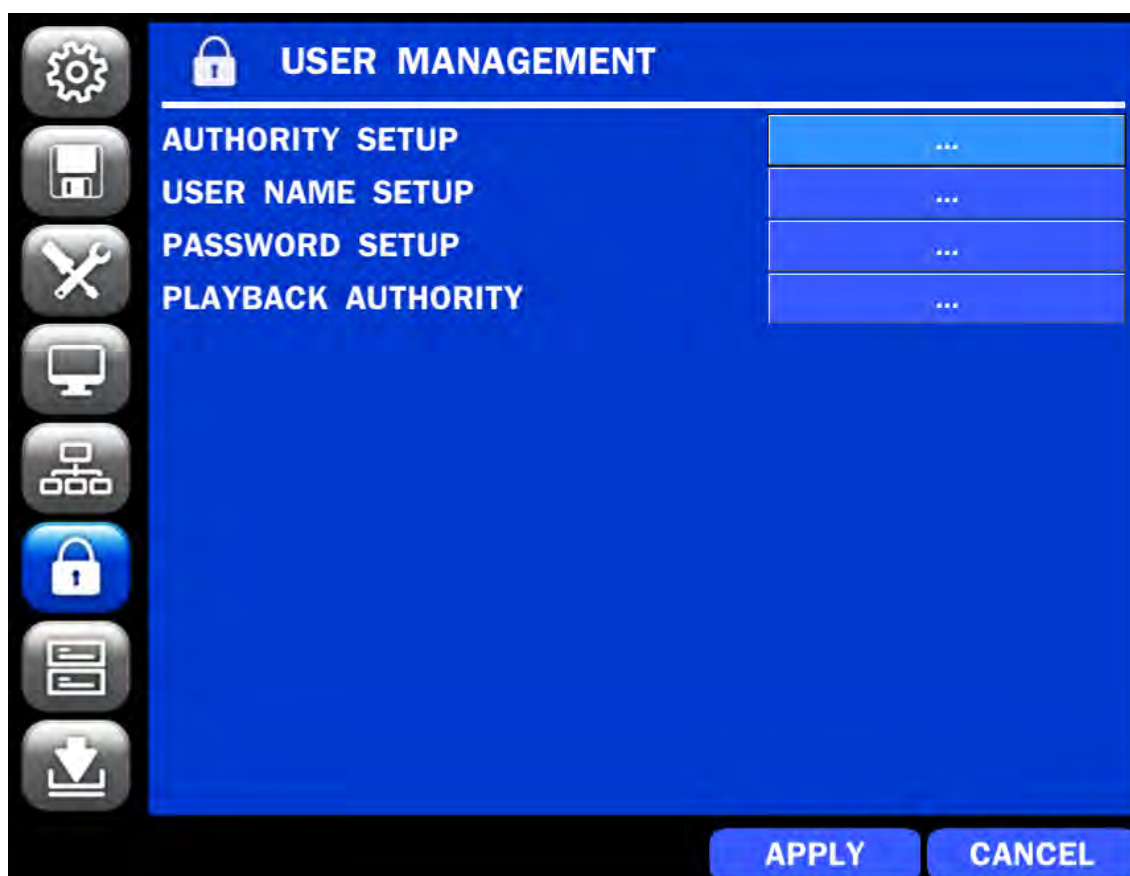 USER MANAGEMENT
AUTHORITY SETUP ...
USER NAME SETUP ...
PASSWORD SETUP ...
PLAYBACK AUTHORITY ...
APPLY CANCEL